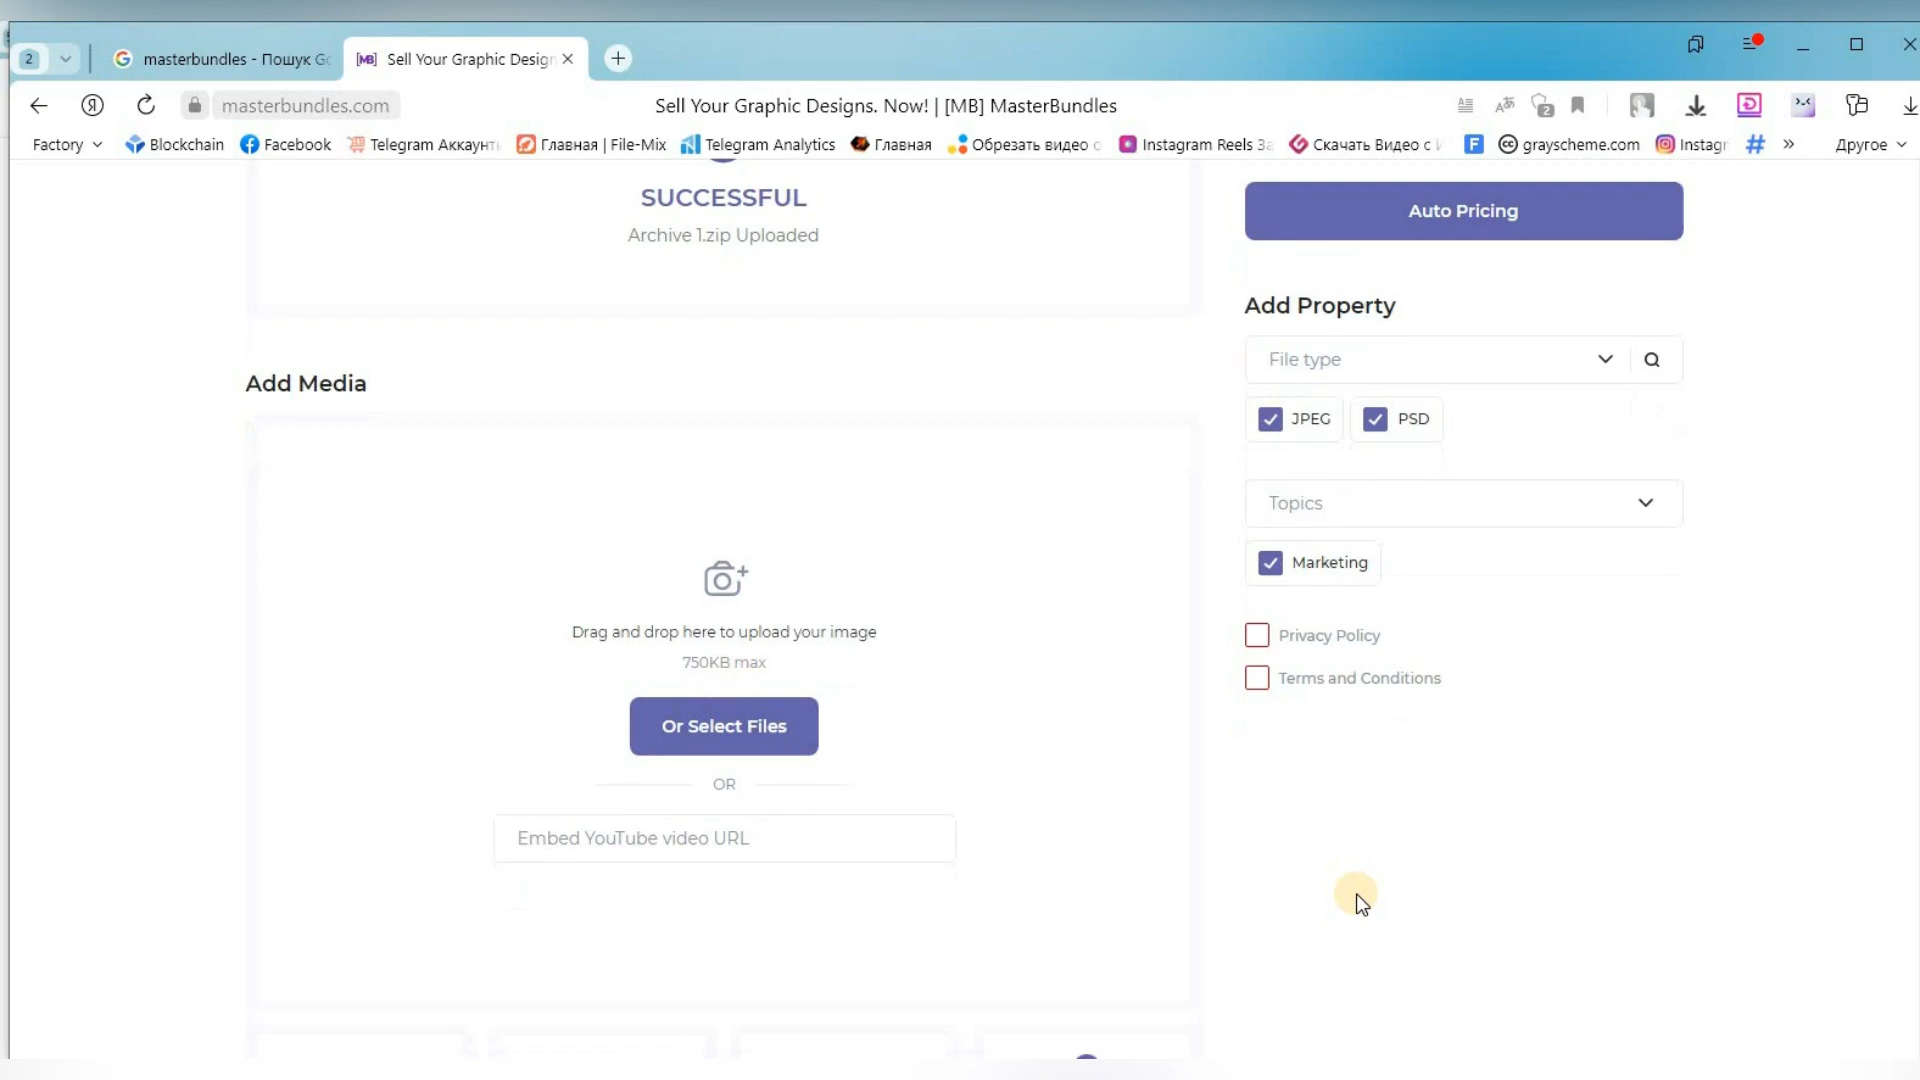 2
masterbundles - Пошук Go
[MB] Sell Your Graphic Design
masterbundles.com
Sell Your Graphic Designs. Now! | [MB] MasterBundles
2
Factory
Blockchain
Facebook
Telegram Аккаунт
Главная | File-Mix
Telegram Analytics
Главная
Обрезать видео о
Instagram Reels За
Скачать Видео с И
F
grayscheme.com
Instagr
#
»
Другое
SUCCESSFUL
Archive 1.zip Uploaded
Auto Pricing
Add Property
File type
JPEG
PSD
Topics
Marketing
Privacy Policy
Terms and Conditions
Add Media
Drag and drop here to upload your image
750KB max
Or Select Files
OR
Embed YouTube video URL